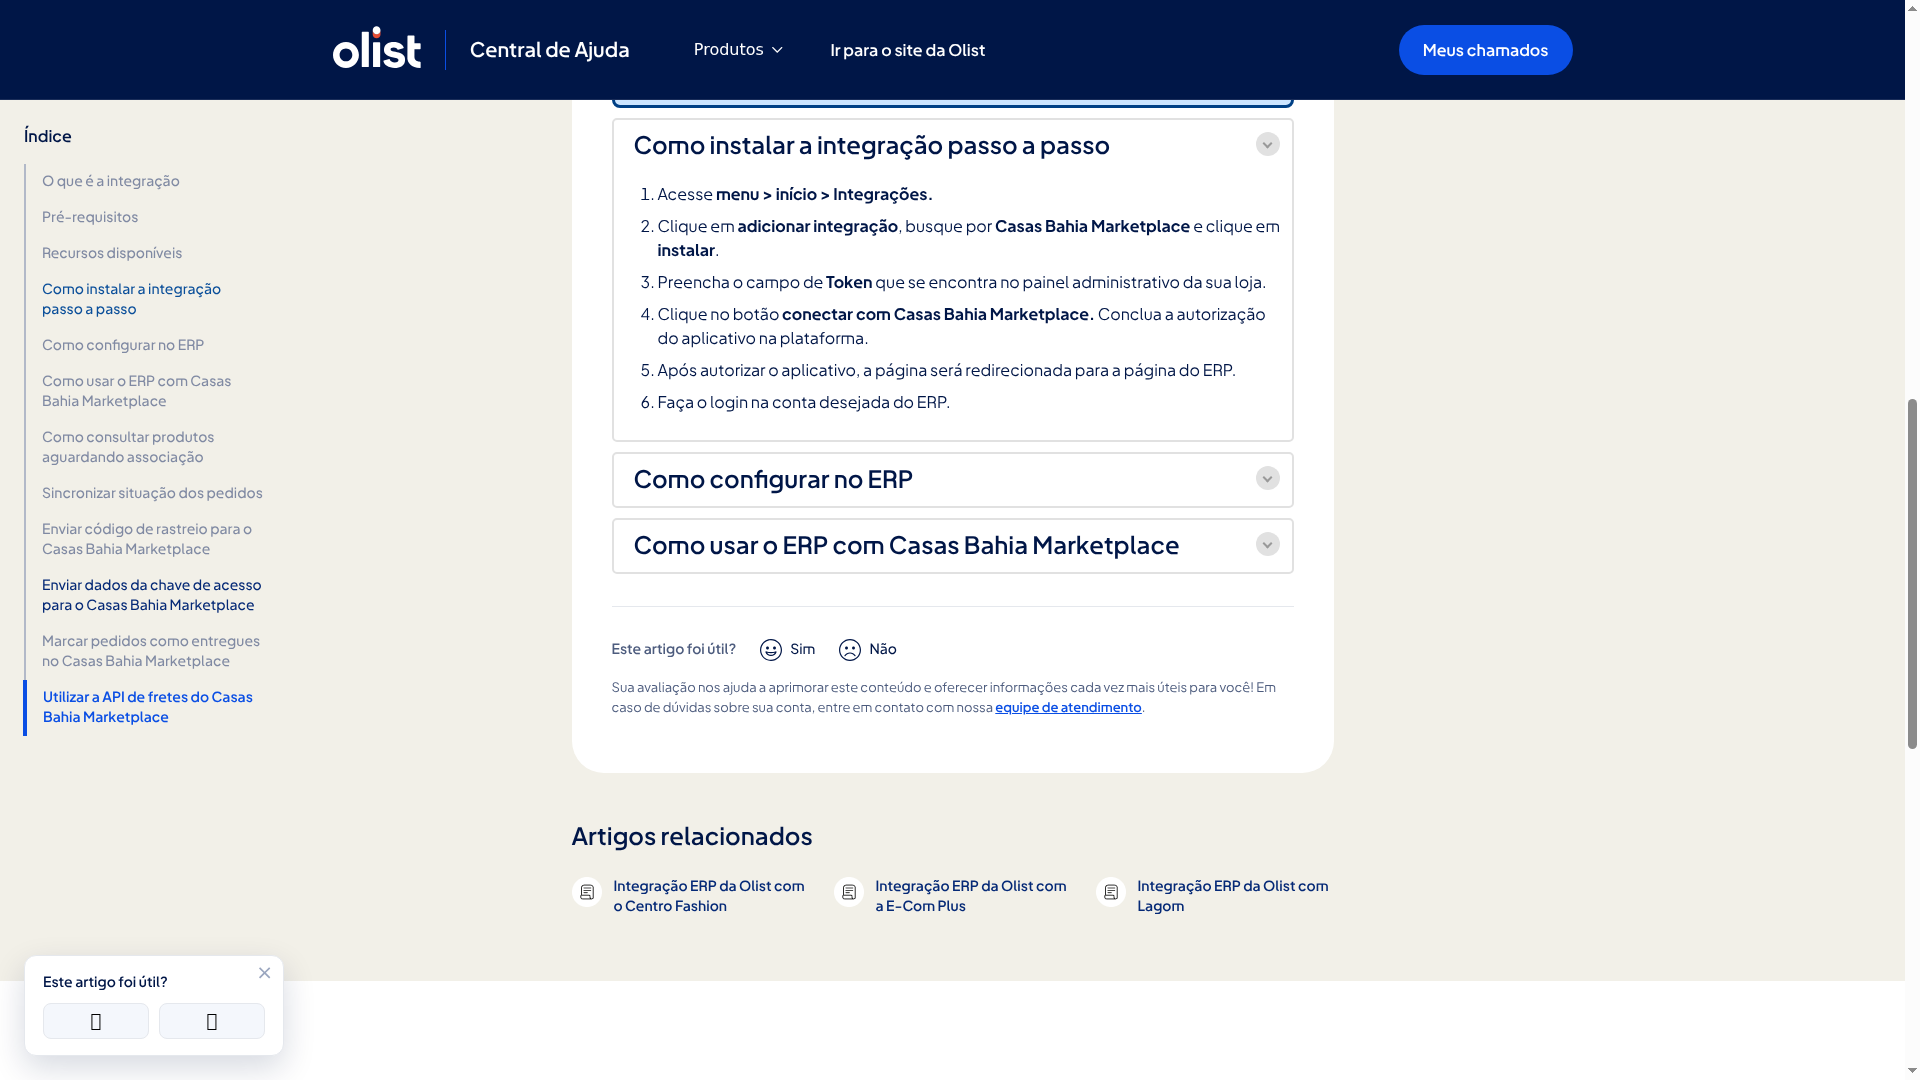 olist
Central de Ajuda
Produtos
Ir para o site da Olist
Meus chamados
Índice
O que é a integração
Pré-requisitos
Recursos disponíveis
Como instalar a integração
passo a passo
Como configurar no ERP
Como usar o ERP com Casas
Bahia Marketplace
Como consultar produtos
aguardando associação
Sincronizar situação dos pedidos
Enviar código de rastreio para o
Casas Bahia Marketplace
Enviar dados da chave de acesso
para o Casas Bahia Marketplace
Marcar pedidos como entregues
no Casas Bahia Marketplace
Utilizar a API de fretes do Casas
Bahia Marketplace
Como instalar a integração passo a passo
1. Acesse menu > início > Integrações.
2. Clique em adicionar integração, busque por Casas Bahia Marketplace e clique em
instalar.
3. Preencha o campo de Token que se encontra no painel administrativo da sua loja.
4. Clique no botão conectar com Casas Bahia Marketplace. Conclua a autorização
do aplicativo na plataforma.
5. Após autorizar o aplicativo, a página será redirecionada para a página do ERP.
6. Faça o login na conta desejada do ERP.
Como configurar no ERP
Como usar o ERP com Casas Bahia Marketplace
Este artigo foi útil? Sim Não
Sua avaliação nos ajuda a aprimorar este conteúdo e oferecer informações cada vez mais úteis para você! Em
caso de dúvidas sobre sua conta, entre em contato com nossa equipe de atendimento.
Artigos relacionados
Integração ERP da Olist com
o Centro Fashion
Integração ERP da Olist com
a E-Com Plus
Integração ERP da Olist com
Lagom
Este artigo foi útil?